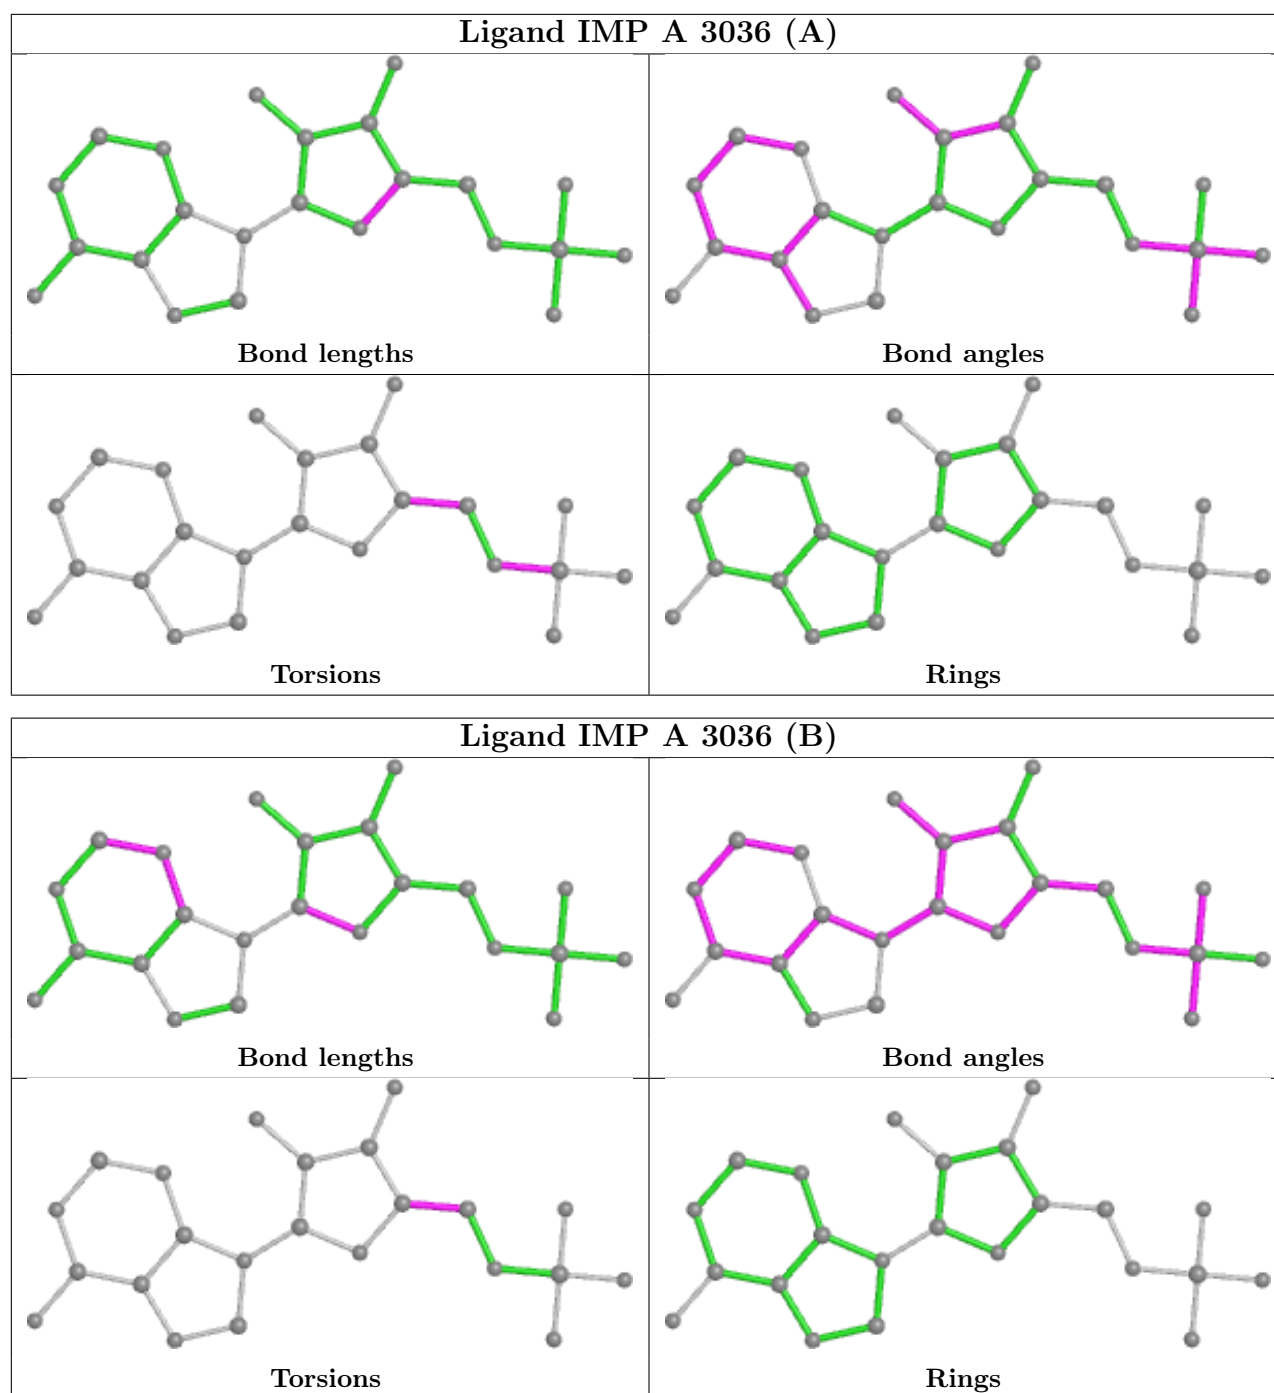 Ligand IMP A 3036 (A)
Bond lengths
Bond angles
Torsions
Rings
Ligand IMP A 3036 (B)
Bond lengths
Bond angles
Torsions
Rings